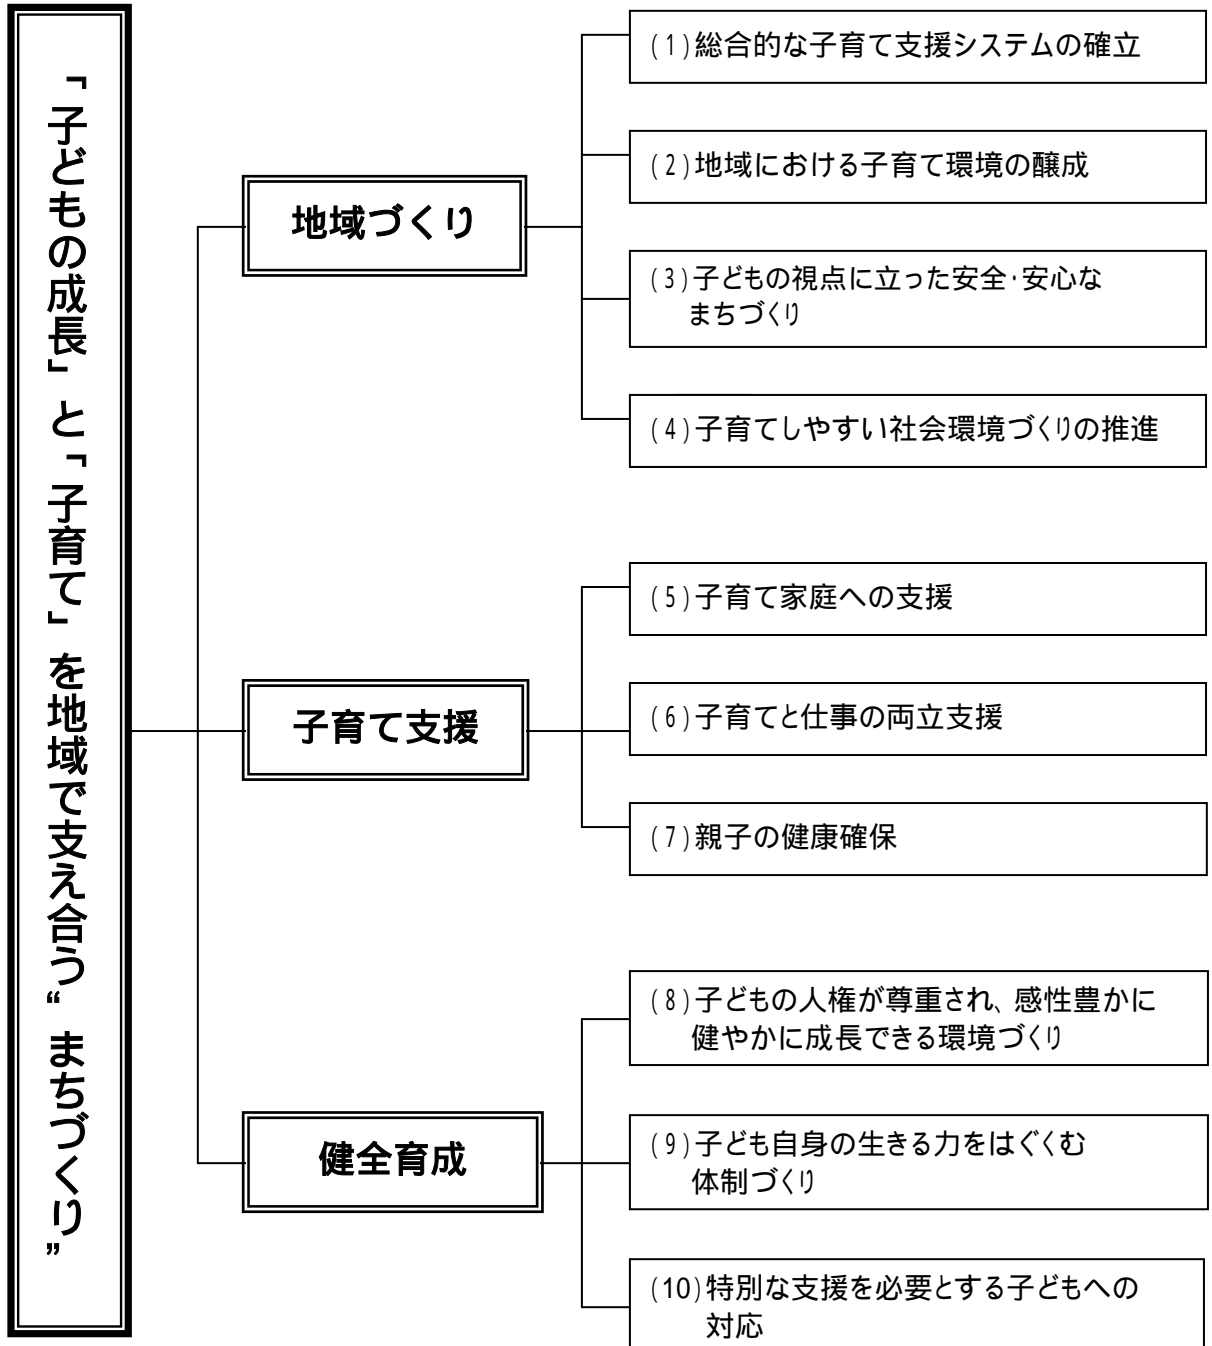 「子どもの成長」と「子育て」を地域で支え合う“まちづくり”
地域づくり
(1)総合的な子育て支援システムの確立
(2)地域における子育て環境の醸成
(3)子どもの視点に立った安全・安心な
まちづくり
(4)子育てしやすい社会環境づくりの推進
子育て支援
(5)子育て家庭への支援
(6)子育てと仕事の両立支援
(7)親子の健康確保
健全育成
(8)子どもの人権が尊重され、感性豊かに
健やかに成長できる環境づくり
(9)子ども自身の生きる力をはぐくむ
体制づくり
(10)特別な支援を必要とする子どもへの
対応